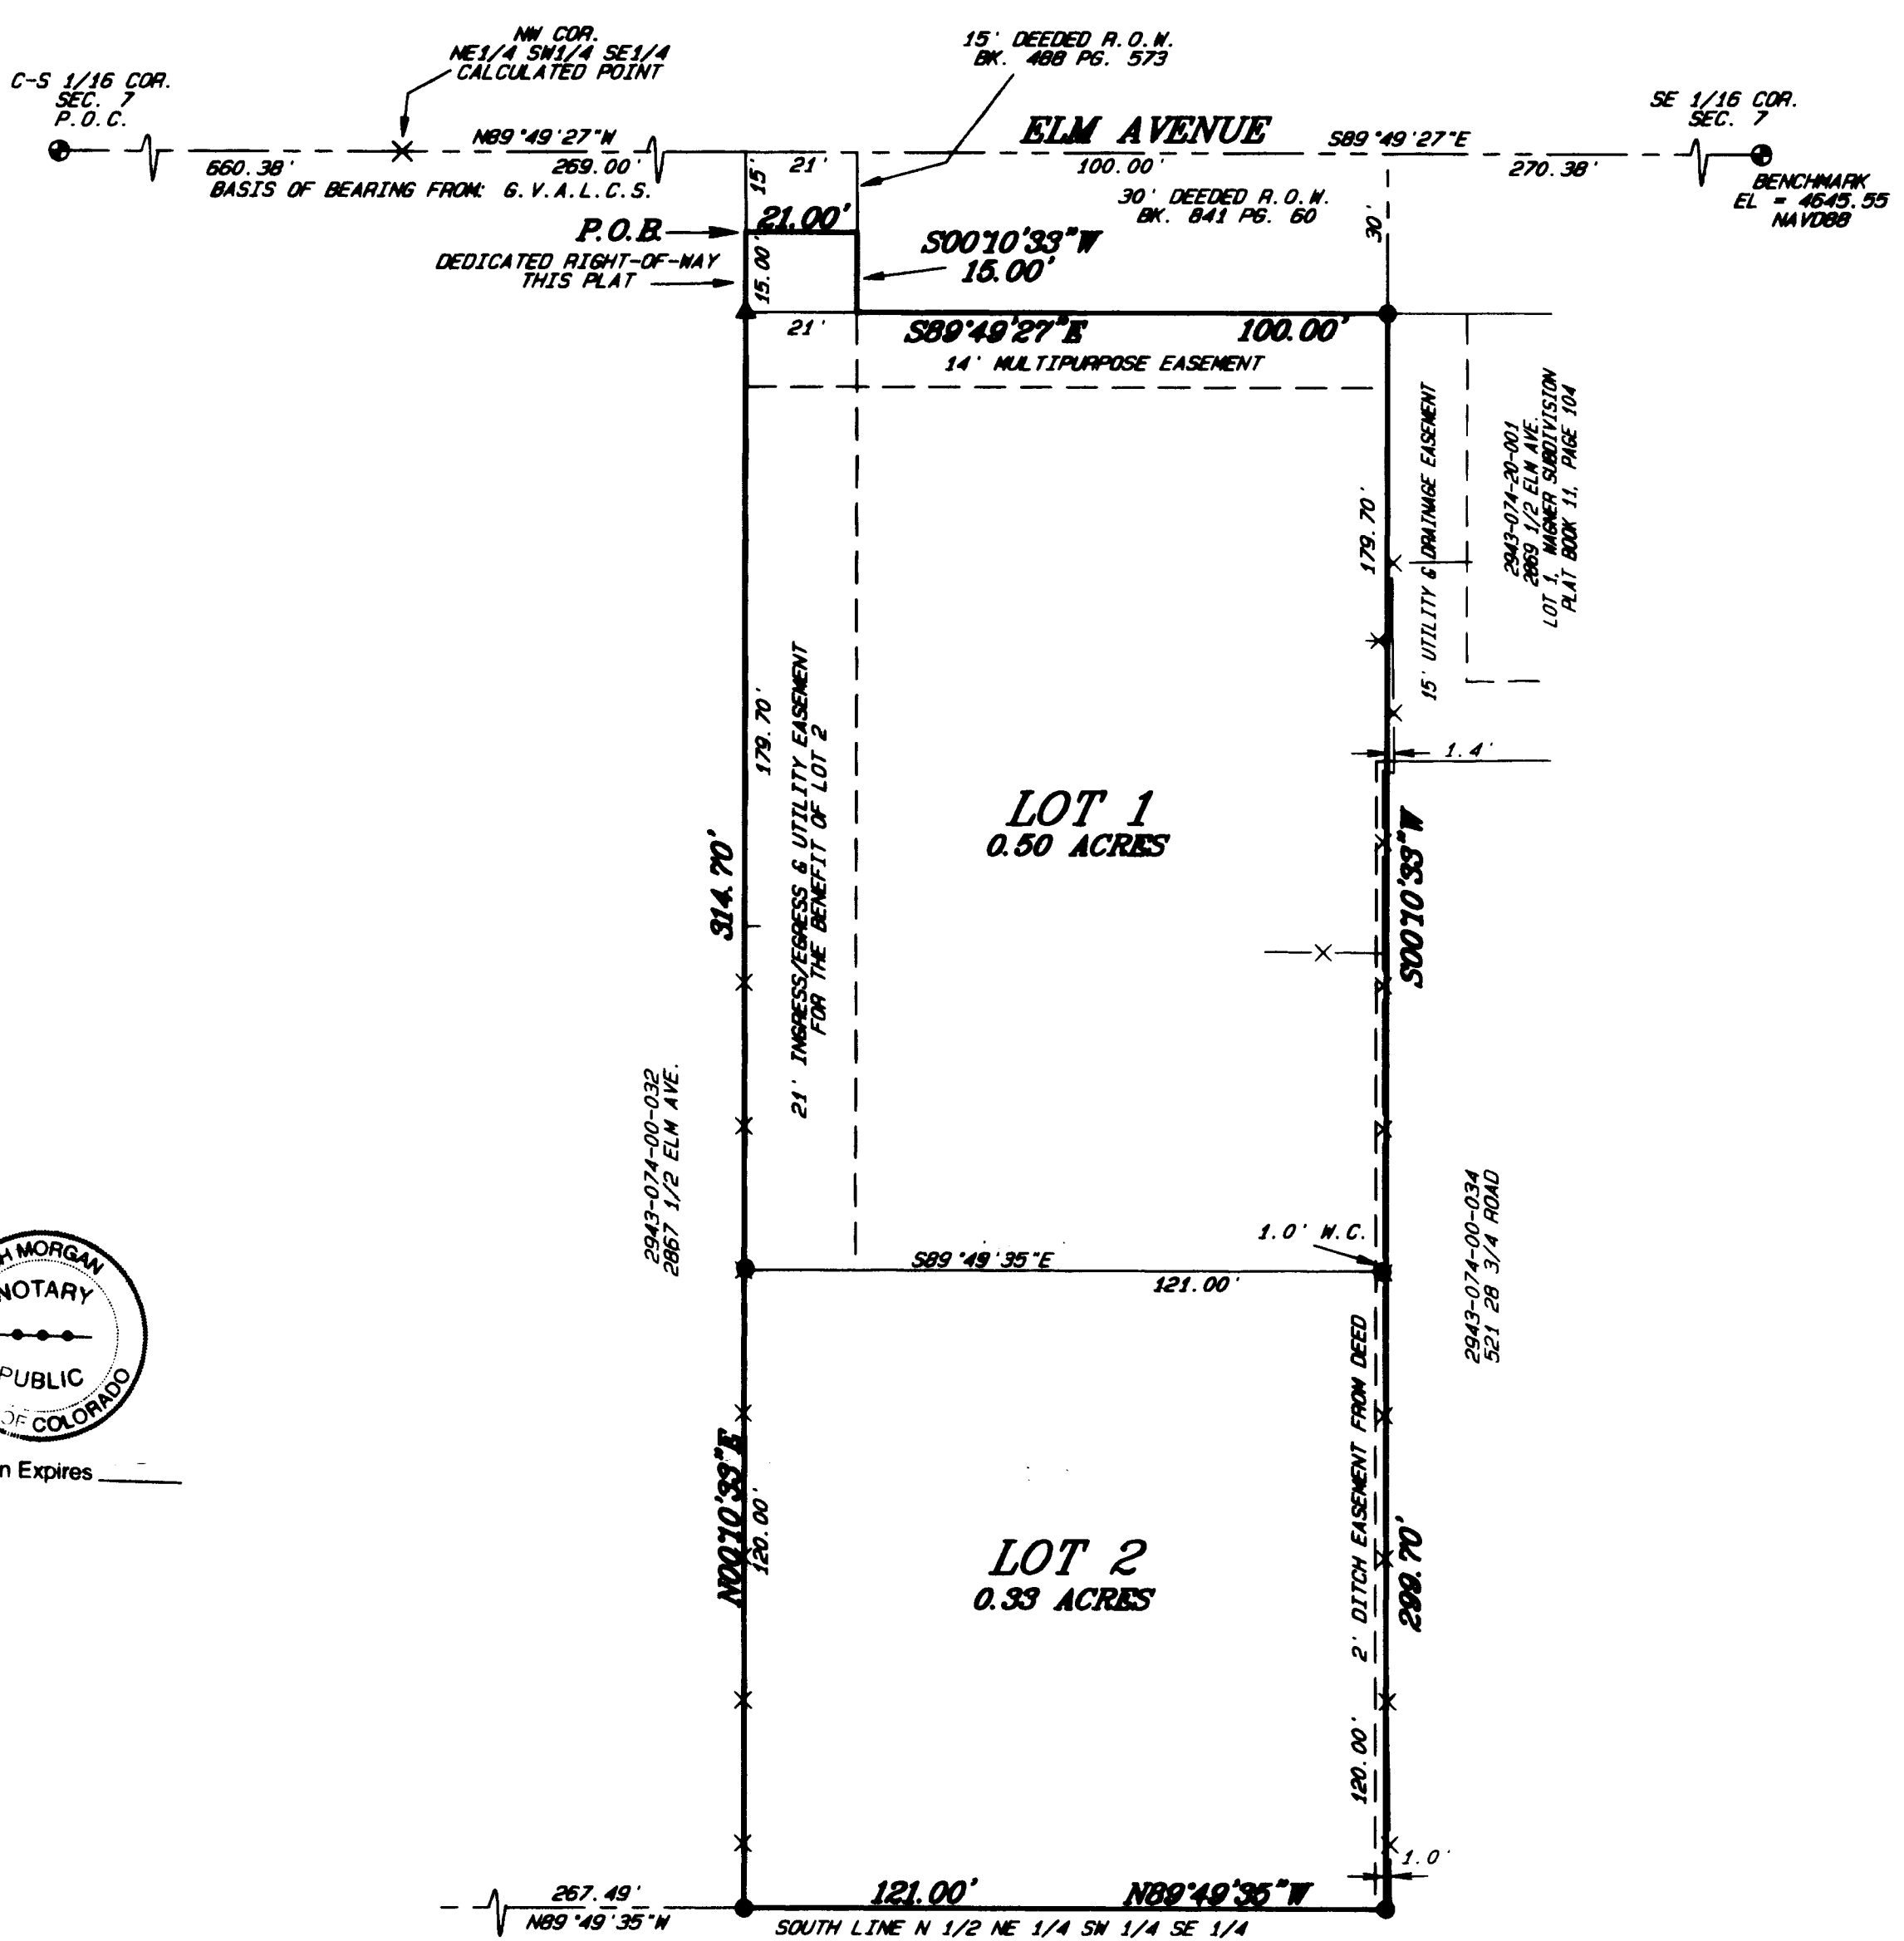 NW COR.
NE1/4 SW1/4 SE1/4
CALCULATED POINT
15' DEEDED R.O.W.
BK. 488 PG. 573
C-S 1/16 COR.
SEC. 7
P.O.C.
SE 1/16 COR.
SEC. 7
ELM AVENUE
N89°49'27"W
S89°49'27"E
660.38'
269.00'
15'
21'
100.00'
270.38'
BASIS OF BEARING FROM: G.V.A.L.C.S.
30' DEEDED R.O.W.
BK. 841 PG. 60
30'
BENCHMARK
EL = 4645.55
NAVD88
P.O.B.
21.00'
S00°10'33"W
15.00'
DEDICATED RIGHT-OF-WAY
THIS PLAT
15.00'
21'
S89°49'27"E 100.00'
14' MULTIPURPOSE EASEMENT
179.70'
15' UTILITY & DRAINAGE EASEMENT
2943-074-20-001
2869 1/2 ELM AVE.
LOT 1, WAGNER SUBDIVISION
PLAT BOOK 11, PAGE 104
179.70'
21' INGRESS/EGRESS & UTILITY EASEMENT
FOR THE BENEFIT OF LOT 2
1.4'
LOT 1
0.50 ACRES
314.70'
S00°10'33"W
2943-074-00-032
2867 1/2 ELM AVE.
1.0' W.C.
S89°49'35"E
121.00'
2943-074-00-034
521 28 3/4 ROAD
H MORGAN
NOTARY
PUBLIC
OF COLORADO
n Expires
N00°10'33"E
120.00'
LOT 2
0.33 ACRES
2' DITCH EASEMENT FROM DEED
299.70'
120.00'
1.0'
267.49'
N89°49'35"W
121.00'
N89°49'35"W
SOUTH LINE N 1/2 NE 1/4 SW 1/4 SE 1/4